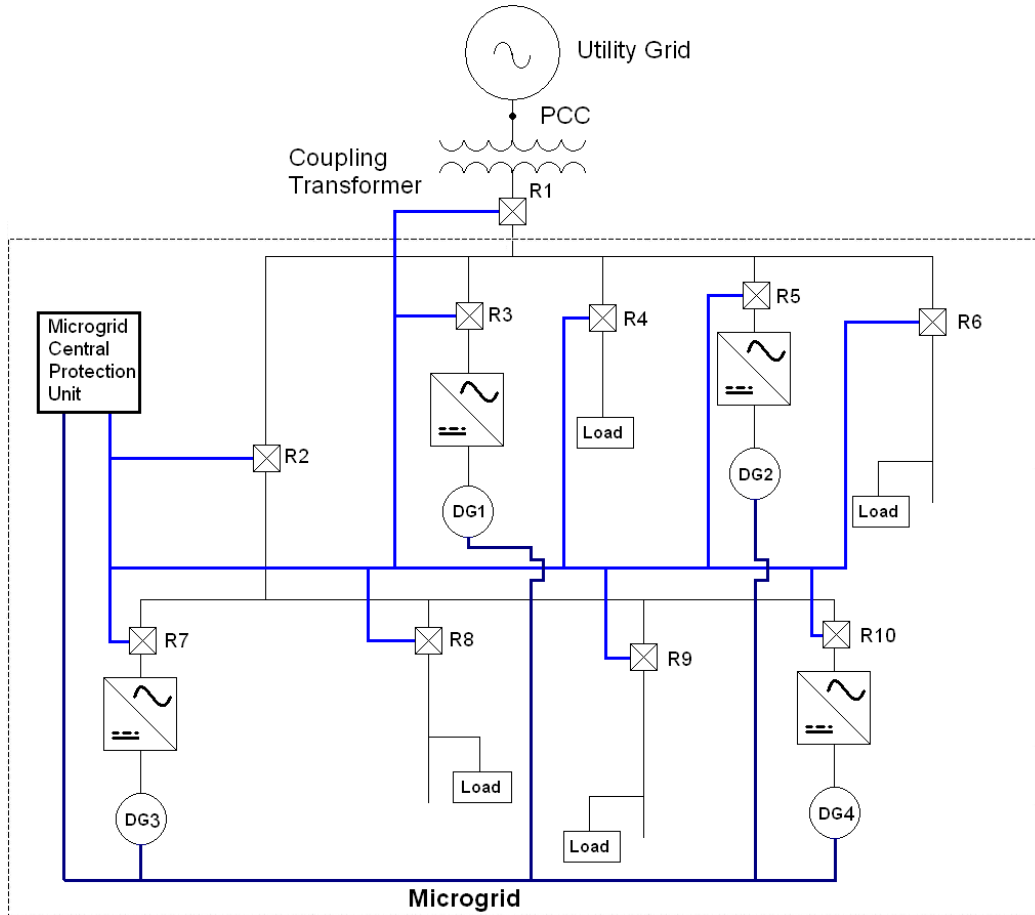 Utility Grid
PCC
Coupling
Transformer
R1
R3
R4
R5
R6
Microgrid
Central
Protection
Unit
Load
R2
DG1
DG2
Load
R7
R8
R9
R10
Load
Load
DG3
DG4
Microgrid